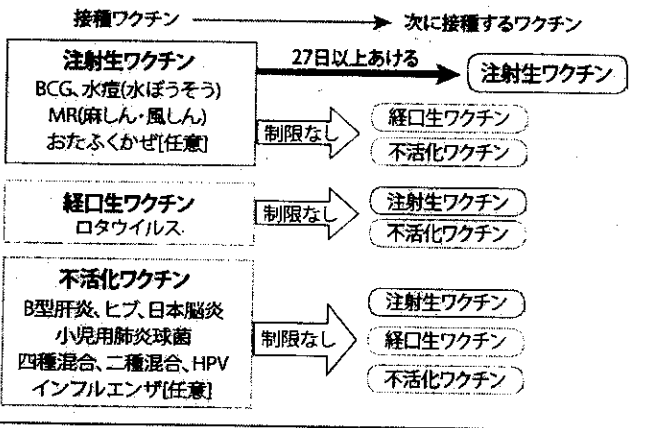 接種ワクチン → 次に接種するワクチン
注射生ワクチン
BCG、水痘(水ぼうそう)
MR(麻しん・風しん)
おたふくかぜ[任意]
27日以上あける
注射生ワクチン
制限なし
経口生ワクチン
不活化ワクチン
経口生ワクチン
ロタウイルス
制限なし
注射生ワクチン
不活化ワクチン
不活化ワクチン
B型肝炎、ヒブ、日本脳炎
小児用肺炎球菌
四種混合、二種混合、HPV
インフルエンザ[任意]
制限なし
注射生ワクチン
経口生ワクチン
不活化ワクチン